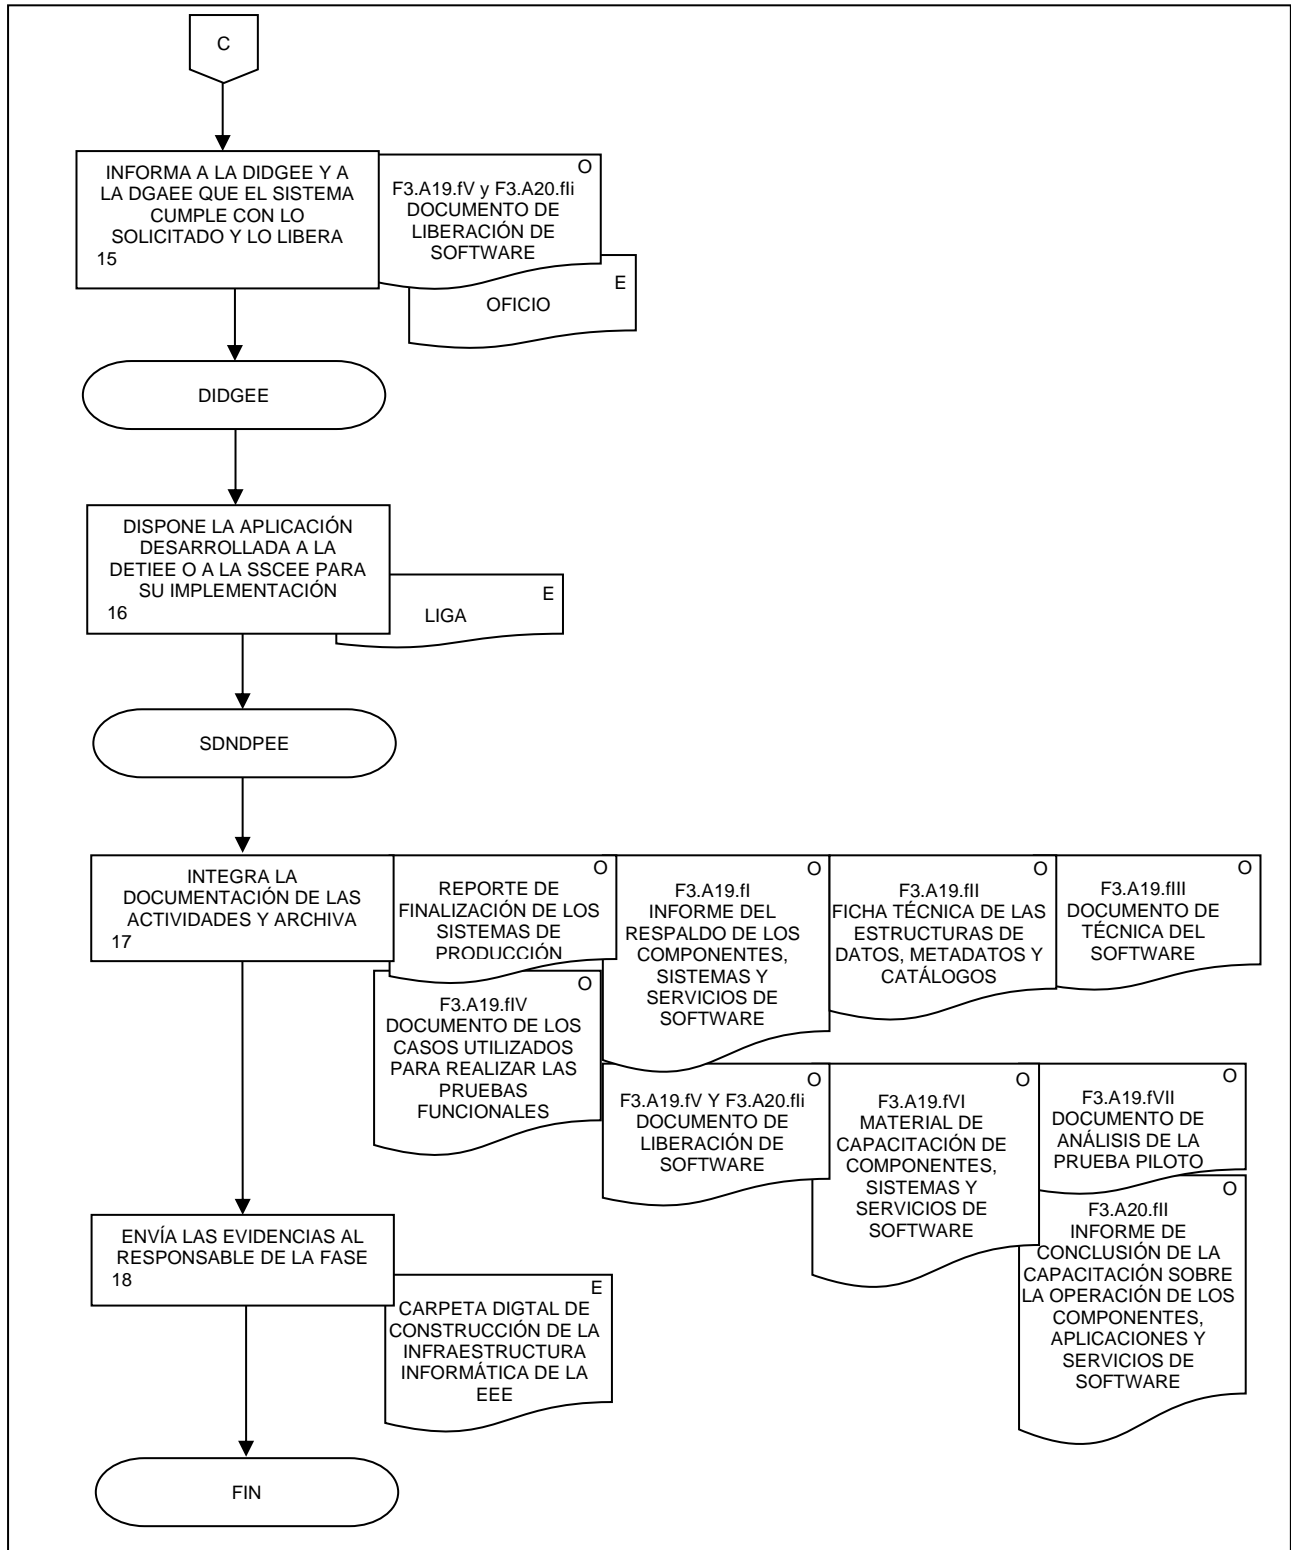 C
INFORMA A LA DIDGEE Y A
LA DGAEE QUE EL SISTEMA
CUMPLE CON LO
SOLICITADO Y LO LIBERA
15
O
F3.A19.fV y F3.A20.fIi
DOCUMENTO DE
LIBERACIÓN DE
SOFTWARE
E
OFICIO
DIDGEE
DISPONE LA APLICACIÓN
DESARROLLADA A LA
DETIEE O A LA SSCEE PARA
SU IMPLEMENTACIÓN
16
E
LIGA
SDNDPEE
INTEGRA LA
DOCUMENTACIÓN DE LAS
ACTIVIDADES Y ARCHIVA
17
O
REPORTE DE
FINALIZACIÓN DE LOS
SISTEMAS DE
PRODUCCIÓN
O
F3.A19.fI
INFORME DEL
RESPALDO DE LOS
COMPONENTES,
SISTEMAS Y
SERVICIOS DE
SOFTWARE
O
F3.A19.fII
FICHA TÉCNICA DE LAS
ESTRUCTURAS DE
DATOS, METADATOS Y
CATÁLOGOS
O
F3.A19.fIII
DOCUMENTO DE
TÉCNICA DEL
SOFTWARE
O
F3.A19.fIV
DOCUMENTO DE LOS
CASOS UTILIZADOS
PARA REALIZAR LAS
PRUEBAS
FUNCIONALES
O
F3.A19.fV Y F3.A20.fIi
DOCUMENTO DE
LIBERACIÓN DE
SOFTWARE
O
F3.A19.fVI
MATERIAL DE
CAPACITACIÓN DE
COMPONENTES,
SISTEMAS Y
SERVICIOS DE
SOFTWARE
O
F3.A19.fVII
DOCUMENTO DE
ANÁLISIS DE LA
PRUEBA PILOTO
O
F3.A20.fII
INFORME DE
CONCLUSIÓN DE LA
CAPACITACIÓN SOBRE
LA OPERACIÓN DE LOS
COMPONENTES,
APLICACIONES Y
SERVICIOS DE
SOFTWARE
ENVÍA LAS EVIDENCIAS AL
RESPONSABLE DE LA FASE
18
E
CARPETA DIGTAL DE
CONSTRUCCIÓN DE LA
INFRAESTRUCTURA
INFORMÁTICA DE LA
EEE
FIN